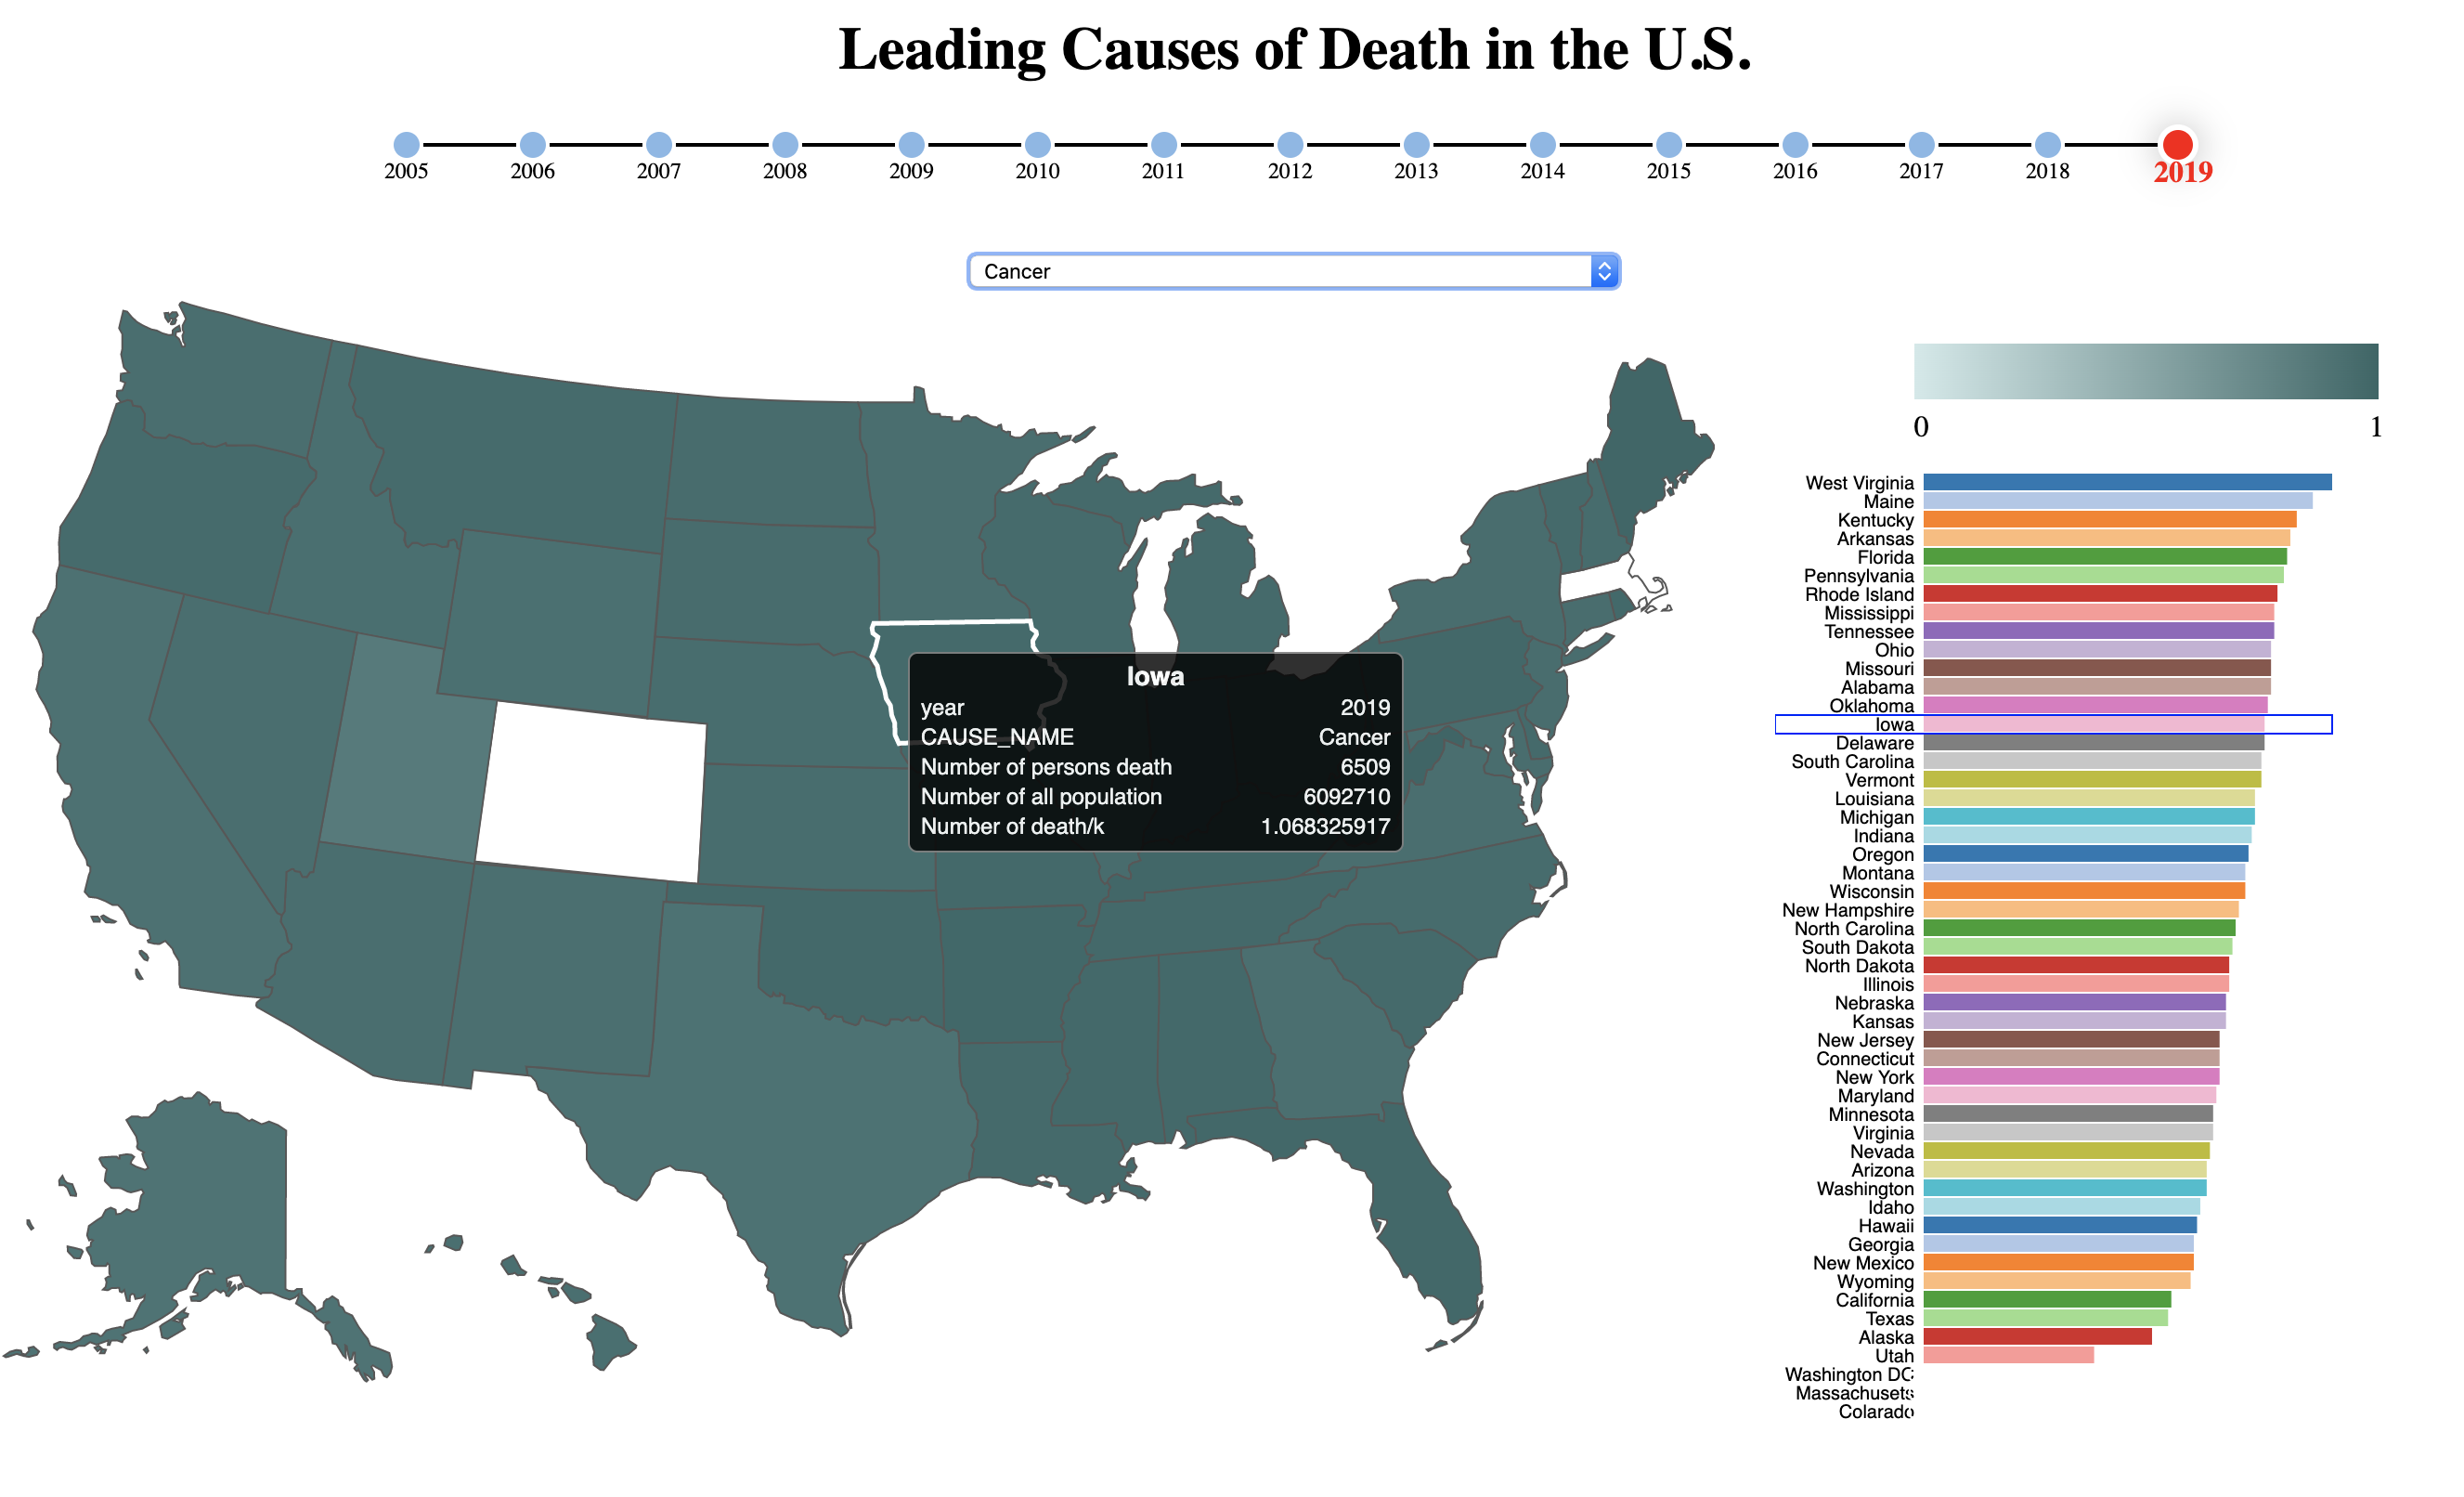 Leading Causes of Death in the U.S.
2005 2006 2007 2008 2009 2010 2011 2012 2013 2014 2015 2016 2017 2018 2019
Cancer
0 1
Iowa
year 2019
CAUSE_NAME Cancer
Number of persons death 6509
Number of all population 6092710
Number of death/k 1.068325917
West Virginia
Maine
Kentucky
Arkansas
Florida
Pennsylvania
Rhode Island
Mississippi
Tennessee
Ohio
Missouri
Alabama
Oklahoma
Iowa
Delaware
South Carolina
Vermont
Louisiana
Michigan
Indiana
Oregon
Montana
Wisconsin
New Hampshire
North Carolina
South Dakota
North Dakota
Illinois
Nebraska
Kansas
New Jersey
Connecticut
New York
Maryland
Minnesota
Virginia
Nevada
Arizona
Washington
Idaho
Hawaii
Georgia
New Mexico
Wyoming
California
Texas
Alaska
Utah
Washington DC
Massachusets
Colarado